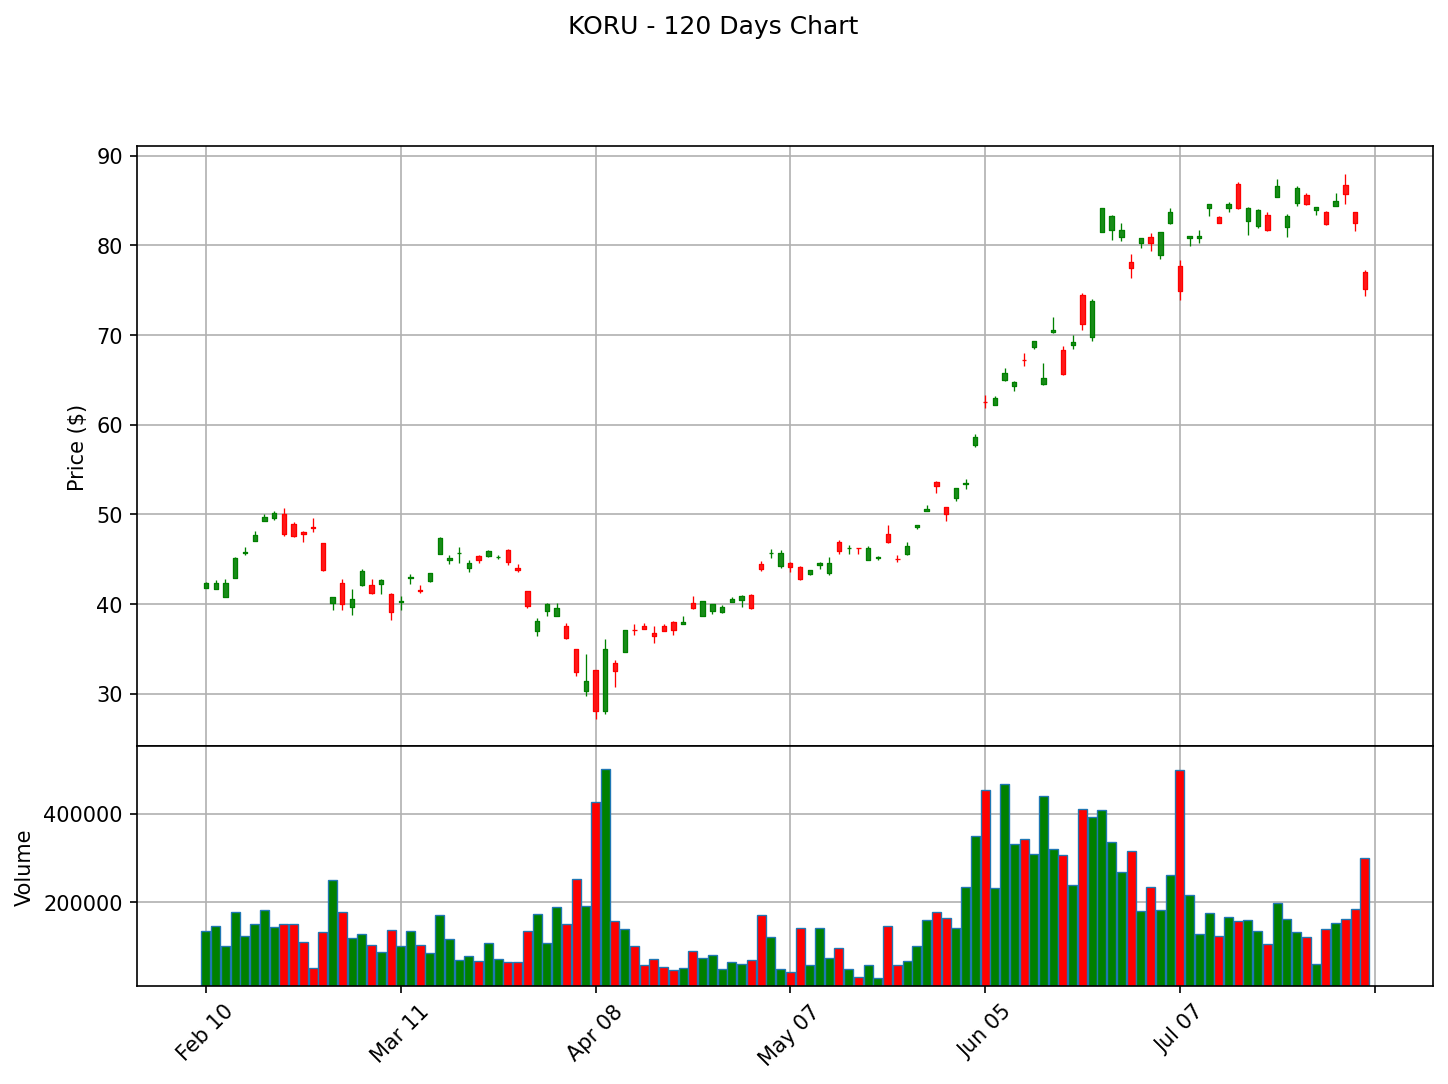 KORU - 120 Days Chart
90
80
70
60
50
40
30
Price ($)
400000
200000
Volume
Feb 10
Mar 11
Apr 08
May 07
Jun 05
Jul 07